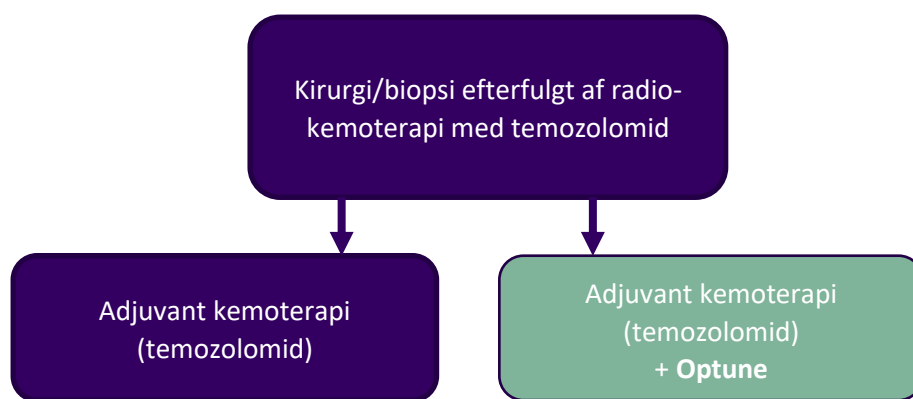 Kirurgi/biopsi efterfulgt af radio-
kemoterapi med temozolomid
Adjuvant kemoterapi
(temozolomid)
Adjuvant kemoterapi
(temozolomid)
+ Optune